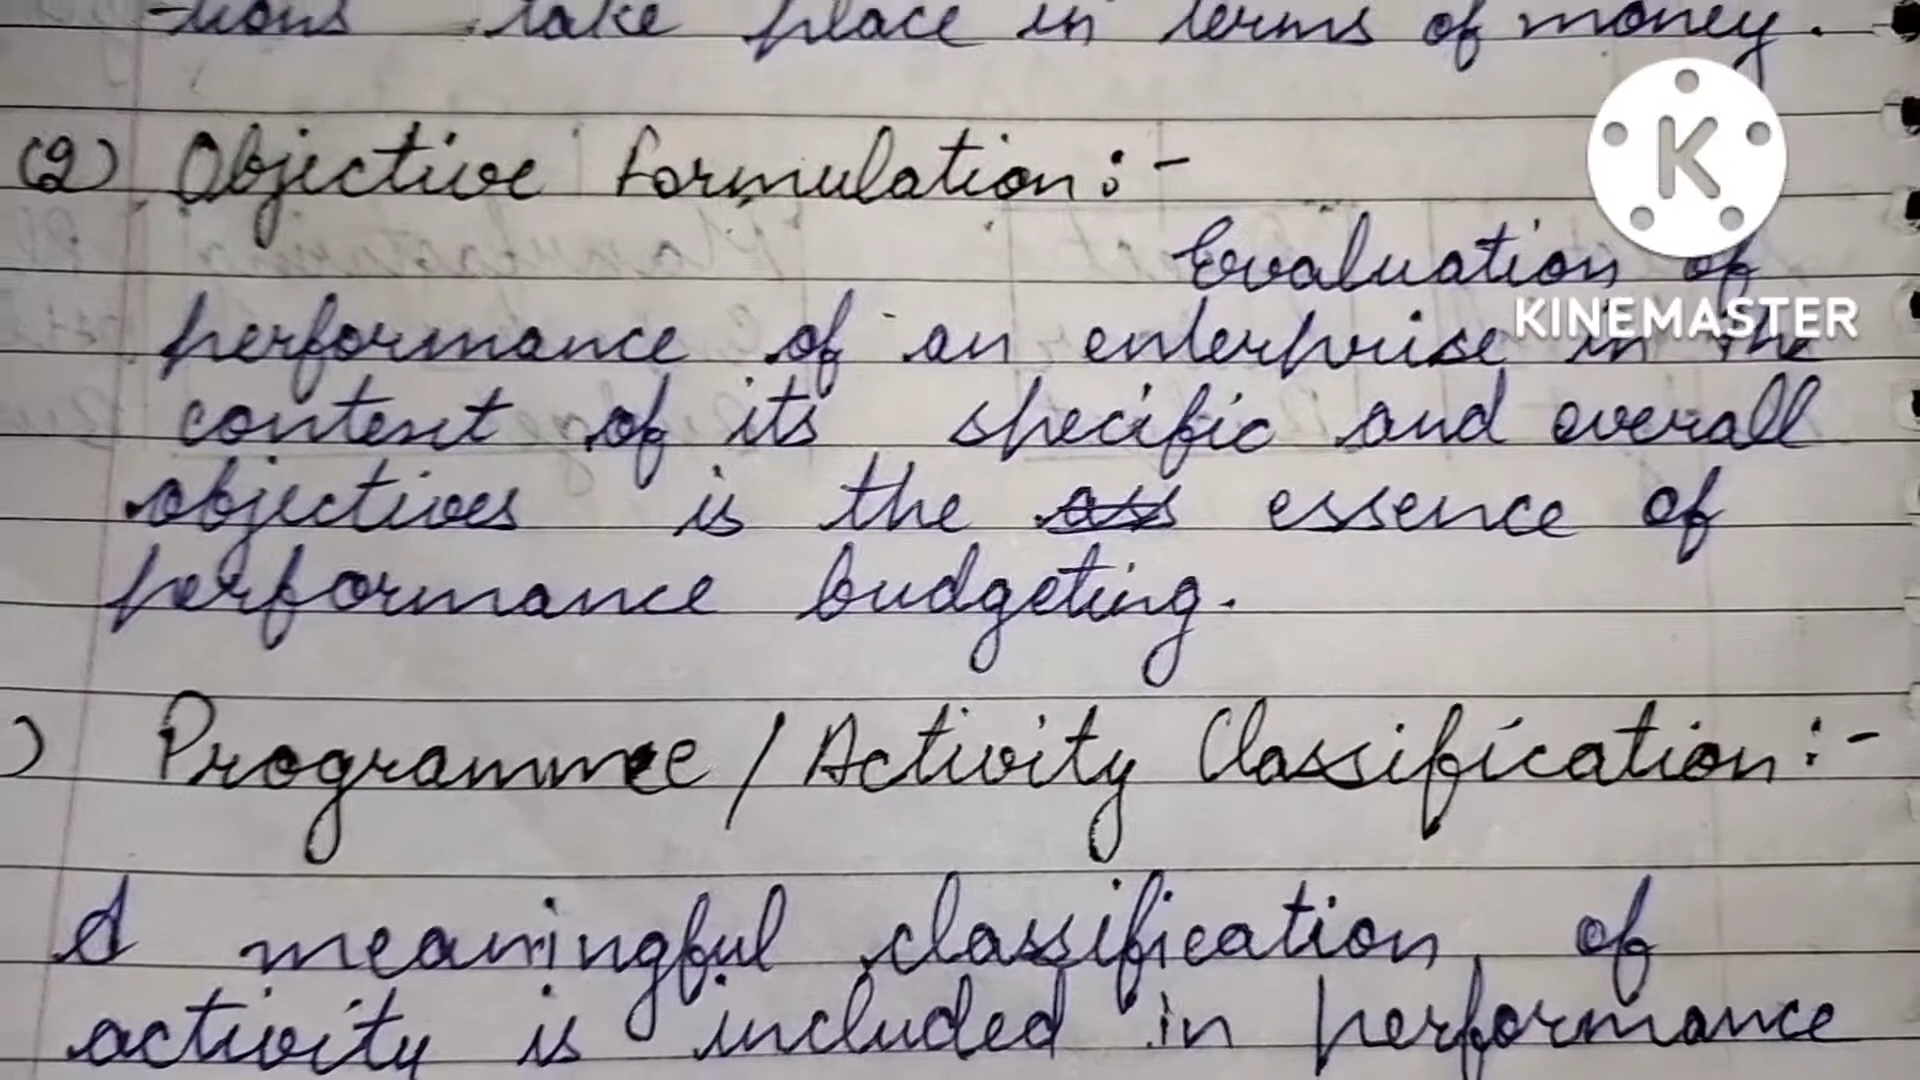 -tions take place in terms of money.
(2) Objective Formulation:-
Evaluation of
performance of an enterprise in the
context of its specific and overall
objectives is the ass essence of
performance budgeting.
) Programme / Activity Classification:-
A meaningful classification of
activity is included in performance
K
KINEMASTER